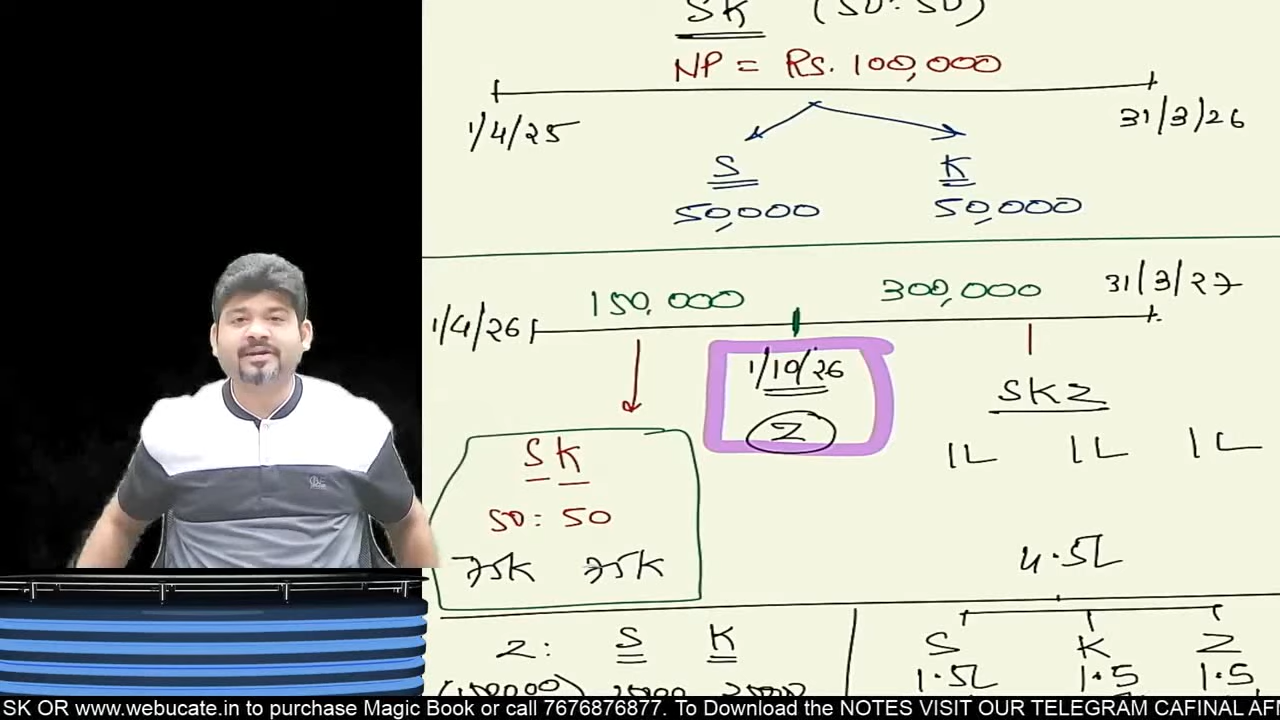 SK (50:50)
NP = Rs. 100,000
1/4/25
31/3/26
S K
50,000 50,000
150,000 300,000
1/4/26
31/3/27
1/10/26
Z
SKZ
1L 1L 1L
SK
50:50
75K 75K
4.5L
Z: S K
S K Z
1.5L 1.5 1.5
SK OR www.webucate.in to purchase Magic Book or call 7676876877. To Download the NOTES VISIT OUR TELEGRAM CAFINAL AFI